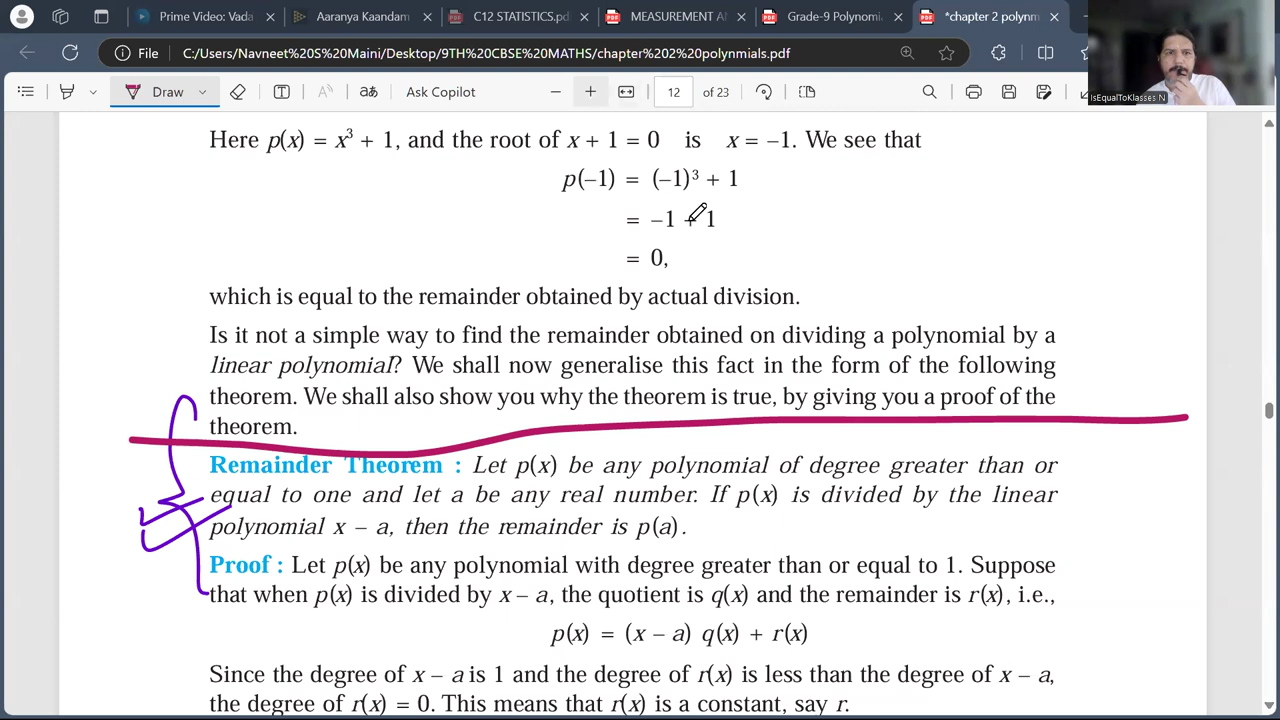 Prime Video: Vada
Aaranya Kaandam
C12 STATISTICS.pd
MEASUREMENT A
Grade-9 Polynomi
*chapter 2 polynm
File C:/Users/Navneet%20S%20Maini/Desktop/9TH%20CBSE%20MATHS/chapter%202%20polynmials.pdf
Draw
aあ
Ask Copilot
12 of 23
IsEqualToKlasses N
Here p(x) = x³ + 1, and the root of x + 1 = 0 is x = –1. We see that
p(–1) = (–1)³ + 1
= –1 + 1
= 0,
which is equal to the remainder obtained by actual division.
Is it not a simple way to find the remainder obtained on dividing a polynomial by a
linear polynomial? We shall now generalise this fact in the form of the following
theorem. We shall also show you why the theorem is true, by giving you a proof of the
theorem.
Remainder Theorem : Let p(x) be any polynomial of degree greater than or
equal to one and let a be any real number. If p(x) is divided by the linear
polynomial x – a, then the remainder is p(a).
Proof : Let p(x) be any polynomial with degree greater than or equal to 1. Suppose
that when p(x) is divided by x – a, the quotient is q(x) and the remainder is r(x), i.e.,
p(x) = (x – a) q(x) + r(x)
Since the degree of x – a is 1 and the degree of r(x) is less than the degree of x – a,
the degree of r(x) = 0. This means that r(x) is a constant, say r.